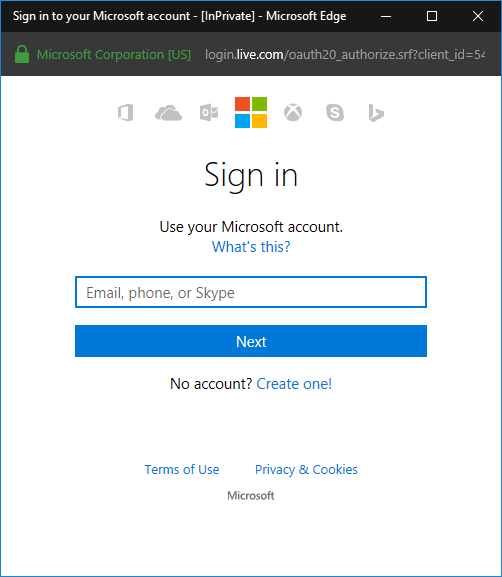 Sign in to your Microsoft account - [InPrivate] - Microsoft Edge
Microsoft Corporation [US] login.live.com/oauth20_authorize.srf?client_id=54
Sign in
Use your Microsoft account.
What's this?
Email, phone, or Skype
Next
No account? Create one!
Terms of Use Privacy & Cookies
Microsoft